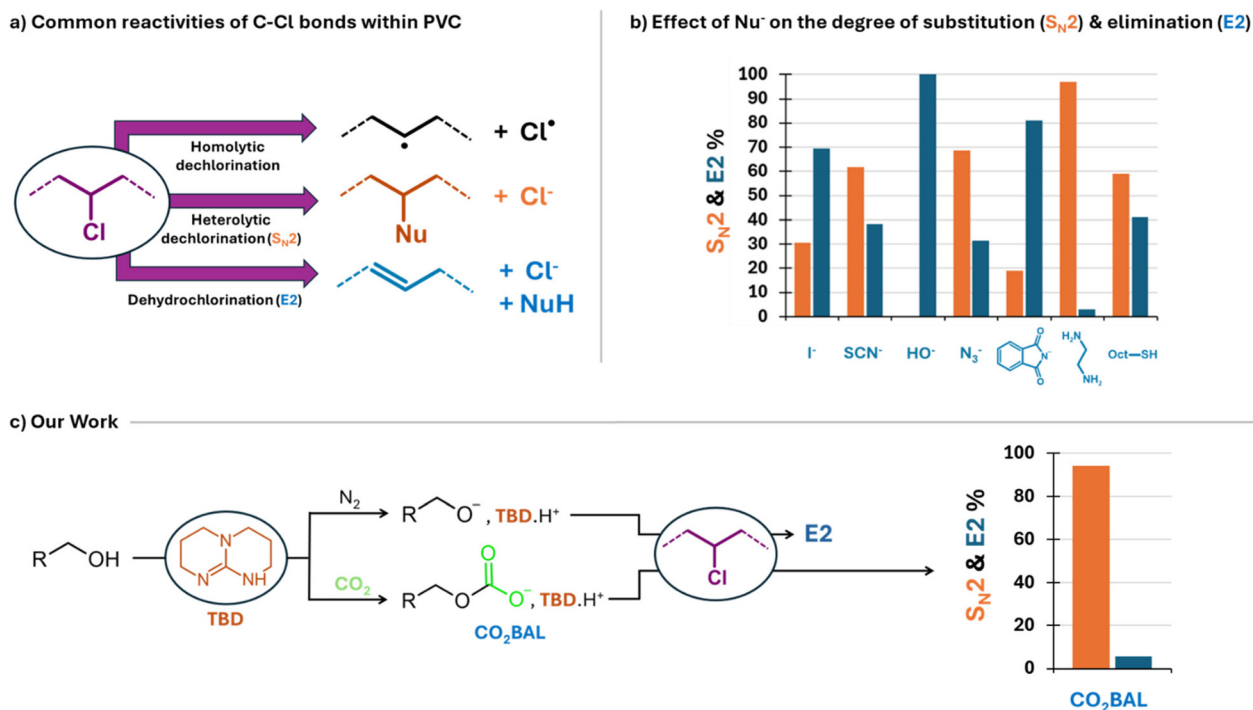 a) Common reactivities of C-Cl bonds within PVC
Cl
Homolytic
dechlorination
+ Cl•
Heterolytic
dechlorination (SN2)
Nu
+ Cl-
Dehydrochlorination (E2)
+ Cl-
+ NuH
b) Effect of Nu- on the degree of substitution (SN2) & elimination (E2)
SN2 & E2 %
100
90
80
70
60
50
40
30
20
10
0
I-
SCN-
HO-
N3-
O
N-
O
H2N
NH2
Oct—SH
c) Our Work
R
OH
N
N
NH
TBD
N2
CO2
R
O- , TBD.H+
O
R
O
O- , TBD.H+
CO2BAL
Cl
E2
SN2 & E2 %
100
80
60
40
20
0
CO2BAL